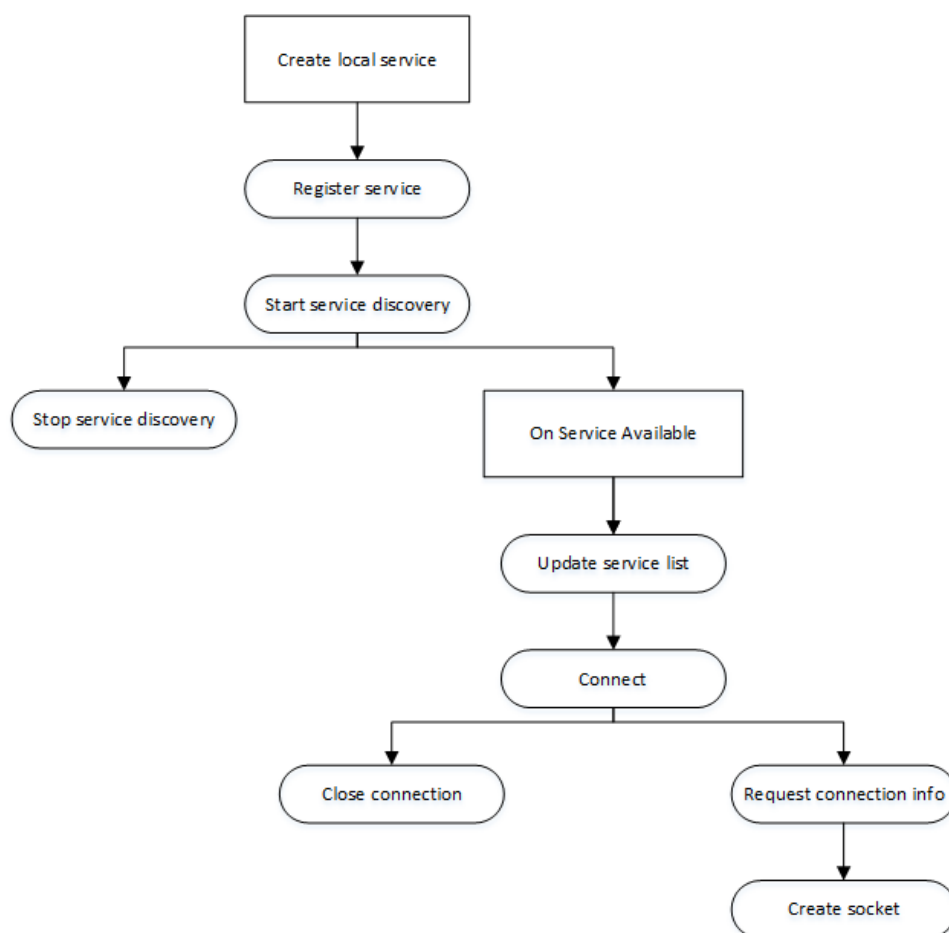 Create local service
Register service
Start service discovery
Stop service discovery
On Service Available
Update service list
Connect
Close connection
Request connection info
Create socket